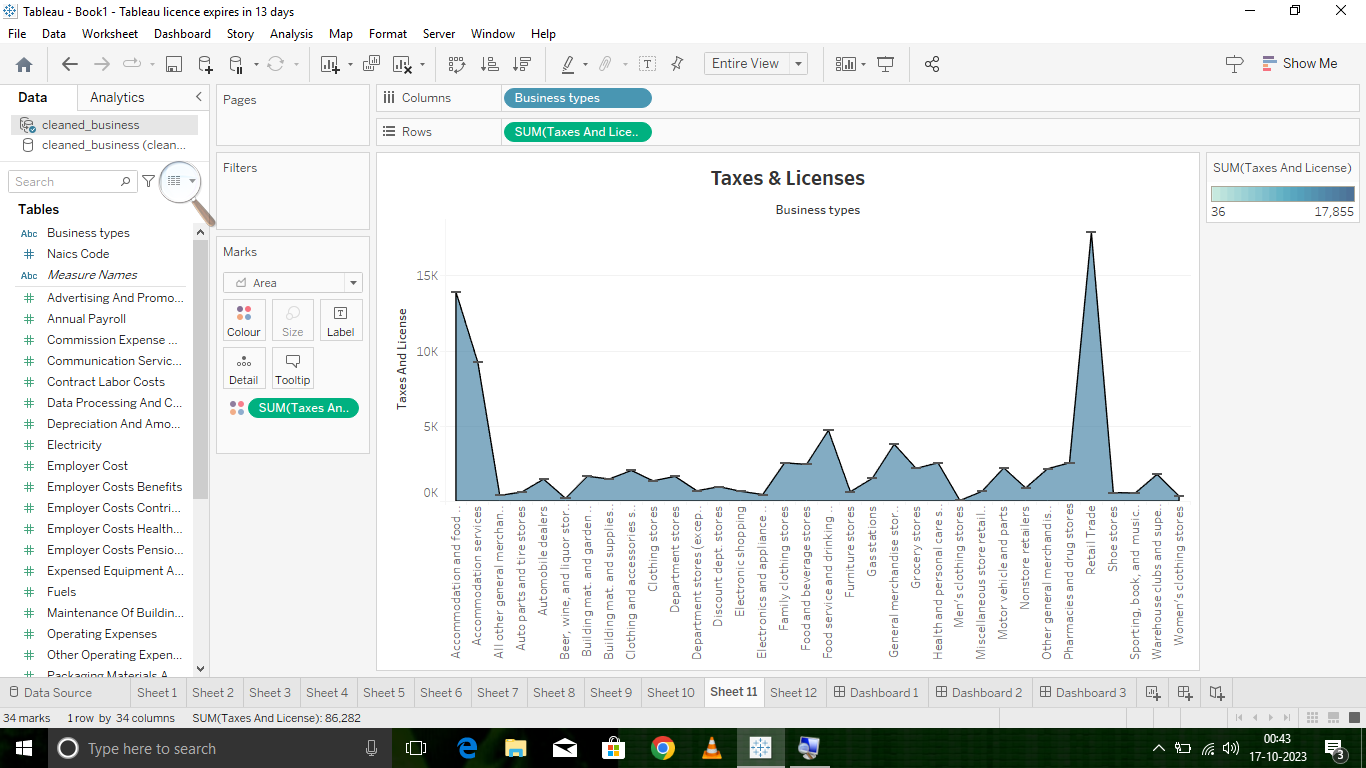 Tableau - Book1 - Tableau licence expires in 13 days
File Data Worksheet Dashboard Story Analysis Map Format Server Window Help
Entire View
Show Me
Data Analytics
cleaned_business
cleaned_business (clean...
Search
Tables
Abc Business types
# Naics Code
Abc Measure Names
# Advertising And Promo...
# Annual Payroll
# Commission Expense ...
# Communication Servic...
# Contract Labor Costs
# Data Processing And C...
# Depreciation And Amo...
# Electricity
# Employer Cost
# Employer Costs Benefits
# Employer Costs Contri...
# Employer Costs Health...
# Employer Costs Pensio...
# Expensed Equipment A...
# Fuels
# Maintenance Of Buildin...
# Operating Expenses
# Other Operating Expen...
# Packaging Materials A...
Pages
Filters
Marks
Area
Colour Size Label
Detail Tooltip
SUM(Taxes An..
Columns Business types
Rows SUM(Taxes And Lice..
Taxes & Licenses
Business types
Taxes And License
15K
10K
5K
0K
Accommodation and food ..
Accommodation services
All other general merchan..
Auto parts and tire stores
Automobile dealers
Beer, wine, and liquor stor..
Building mat. and garden ..
Building mat. and supplies..
Clothing and accessories s..
Clothing stores
Department stores
Department stores (excep..
Discount dept. stores
Electronic shopping
Electronics and appliance ..
Family clothing stores
Food and beverage stores
Food service and drinking ..
Furniture stores
Gas stations
General merchandise stor..
Grocery stores
Health and personal care s..
Men's clothing stores
Miscellaneous store retail..
Motor vehicle and parts
Nonstore retailers
Other general merchandis..
Pharmacies and drug stores
Retail Trade
Shoe stores
Sporting, book, and music..
Warehouse clubs and supe..
Women's clothing stores
SUM(Taxes And License)
36 17,855
Data Source Sheet 1 Sheet 2 Sheet 3 Sheet 4 Sheet 5 Sheet 6 Sheet 7 Sheet 8 Sheet 9 Sheet 10 Sheet 11 Sheet 12 Dashboard 1 Dashboard 2 Dashboard 3
34 marks 1 row by 34 columns SUM(Taxes And License): 86,282
Type here to search
00:43
17-10-2023
3